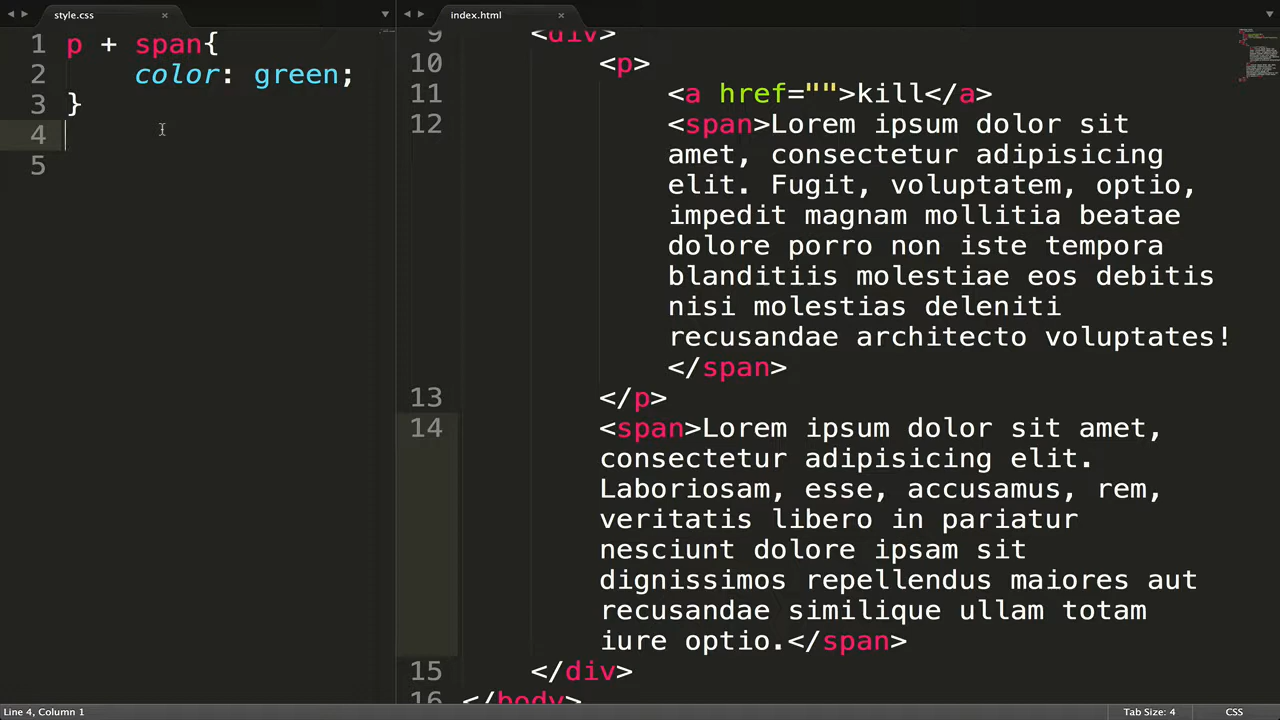 style.css
1 p + span{
2 color: green;
3 }
4
5
index.html
9 <div>
10 <p>
11 <a href="">kill</a>
12 <span>Lorem ipsum dolor sit
amet, consectetur adipisicing
elit. Fugit, voluptatem, optio,
impedit magnam mollitia beatae
dolore porro non iste tempora
blanditiis molestiae eos debitis
nisi molestias deleniti
recusandae architecto voluptates!
</span>
13 </p>
14 <span>Lorem ipsum dolor sit amet,
consectetur adipisicing elit.
Laboriosam, esse, accusamus, rem,
veritatis libero in pariatur
nesciunt dolore ipsam sit
dignissimos repellendus maiores aut
recusandae similique ullam totam
iure optio.</span>
15 </div>
16 </body>
Line 4, Column 1
Tab Size: 4
CSS